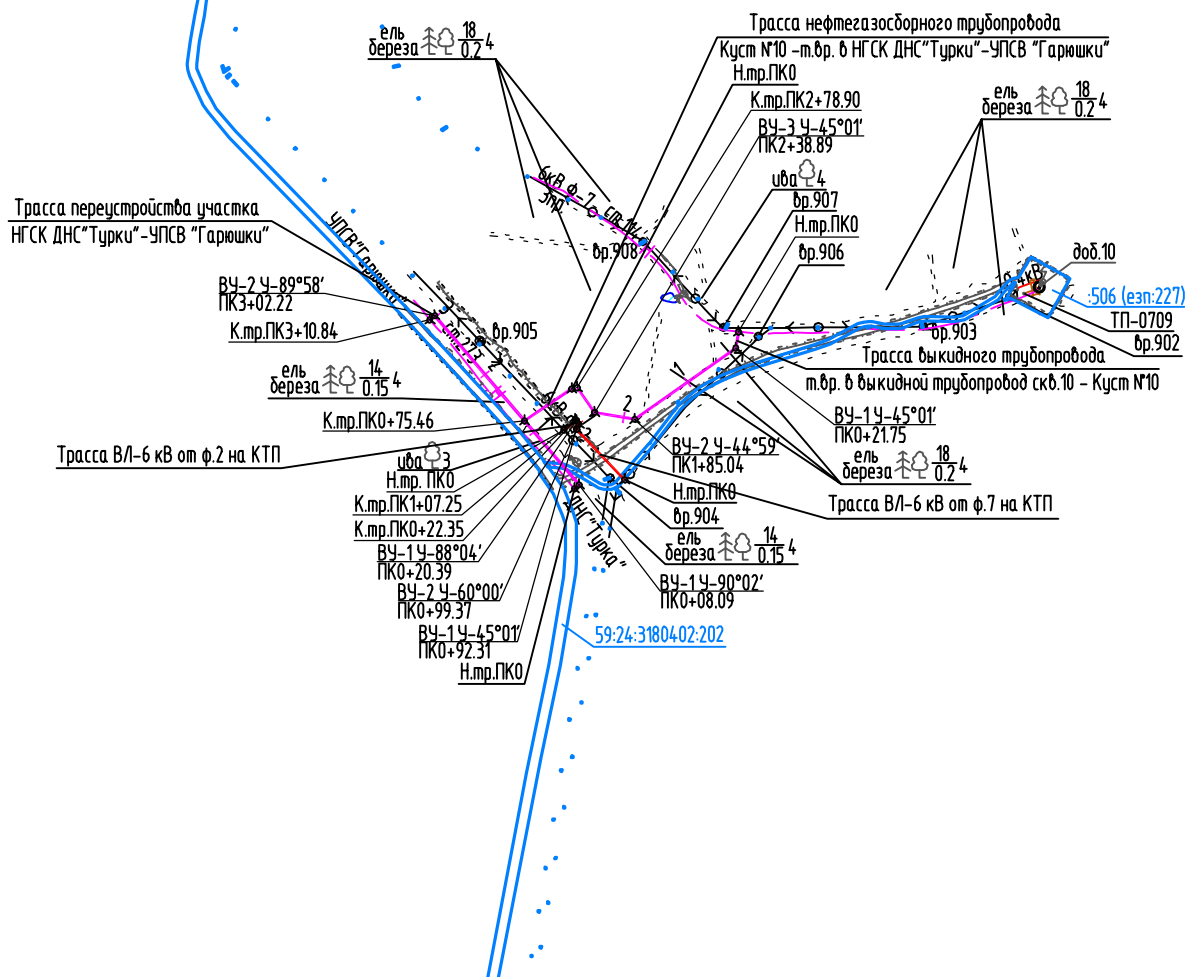 Трасса нефтегазосборного трубопровода
Куст №10 -т.вр. в НГСК ДНС"Турки"-УПСВ "Гарюшки"
ель
береза 18
0.2 4
Н.тр.ПК0
К.тр.ПК2+78.90
ВУ-3 У-45°01'
ПК2+38.89
ива 4
вр.907
Н.тр.ПК0
вр.906
ель
береза 18
0.2 4
6кВ ф-7
эпр.
вр.908
Трасса переустройства участка
НГСК ДНС"Турки"-УПСВ "Гарюшки"
УПСВ"Гарюшки"
ВУ-2 У-89°58'
ПК3+02.22
К.тр.ПК3+10.84
вр.905
3
2
доб.10
:506 (езп:227)
ТП-0709
вр.902
вр.903
Трасса выкидного трубопровода
т.вр. в выкидной трубопровод скв.10 - Куст №10
ель
береза 14
0.15 4
К.тр.ПК0+75.46
1
2
ВУ-1 У-45°01'
ПК0+21.75
Трасса ВЛ-6 кВ от ф.2 на КТП
ива 3
Н.тр. ПК0
К.тр.ПК1+07.25
К.тр.ПК0+22.35
ВУ-2 У-44°59'
ПК1+85.04
ель
береза 18
0.2 4
Н.тр.ПК0
Трасса ВЛ-6 кВ от ф.7 на КТП
вр.904
ДНС"Турка"
ель
береза 14
0.15 4
ВУ-1 У-88°04'
ПК0+20.39
ВУ-2 У-60°00'
ПК0+99.37
ВУ-1 У-90°02'
ПК0+08.09
ВУ-1 У-45°01'
ПК0+92.31
Н.тр.ПК0
59:24:3180402:202